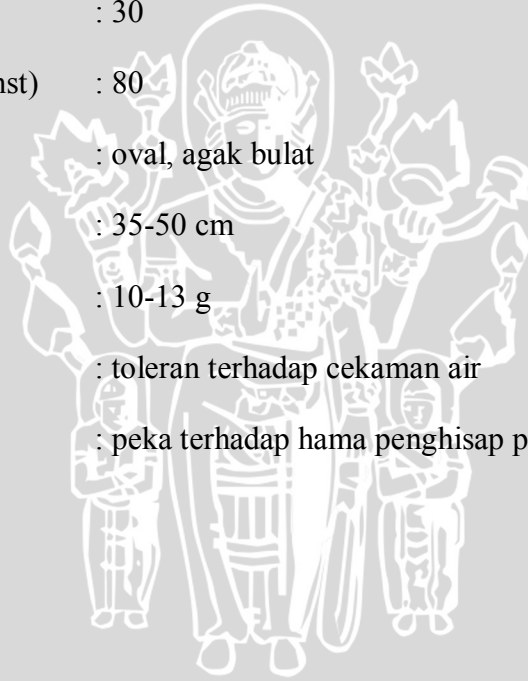 : 30
nst) : 80
: oval, agak bulat
: 35-50 cm
: 10-13 g
: toleran terhadap cekaman air
: peka terhadap hama penghisap p